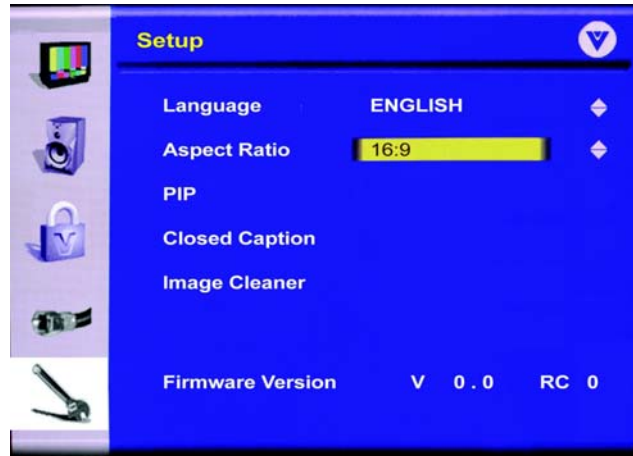 Setup
V
Language ENGLISH
Aspect Ratio 16:9
PIP
Closed Caption
Image Cleaner
Firmware Version V 0.0 RC 0